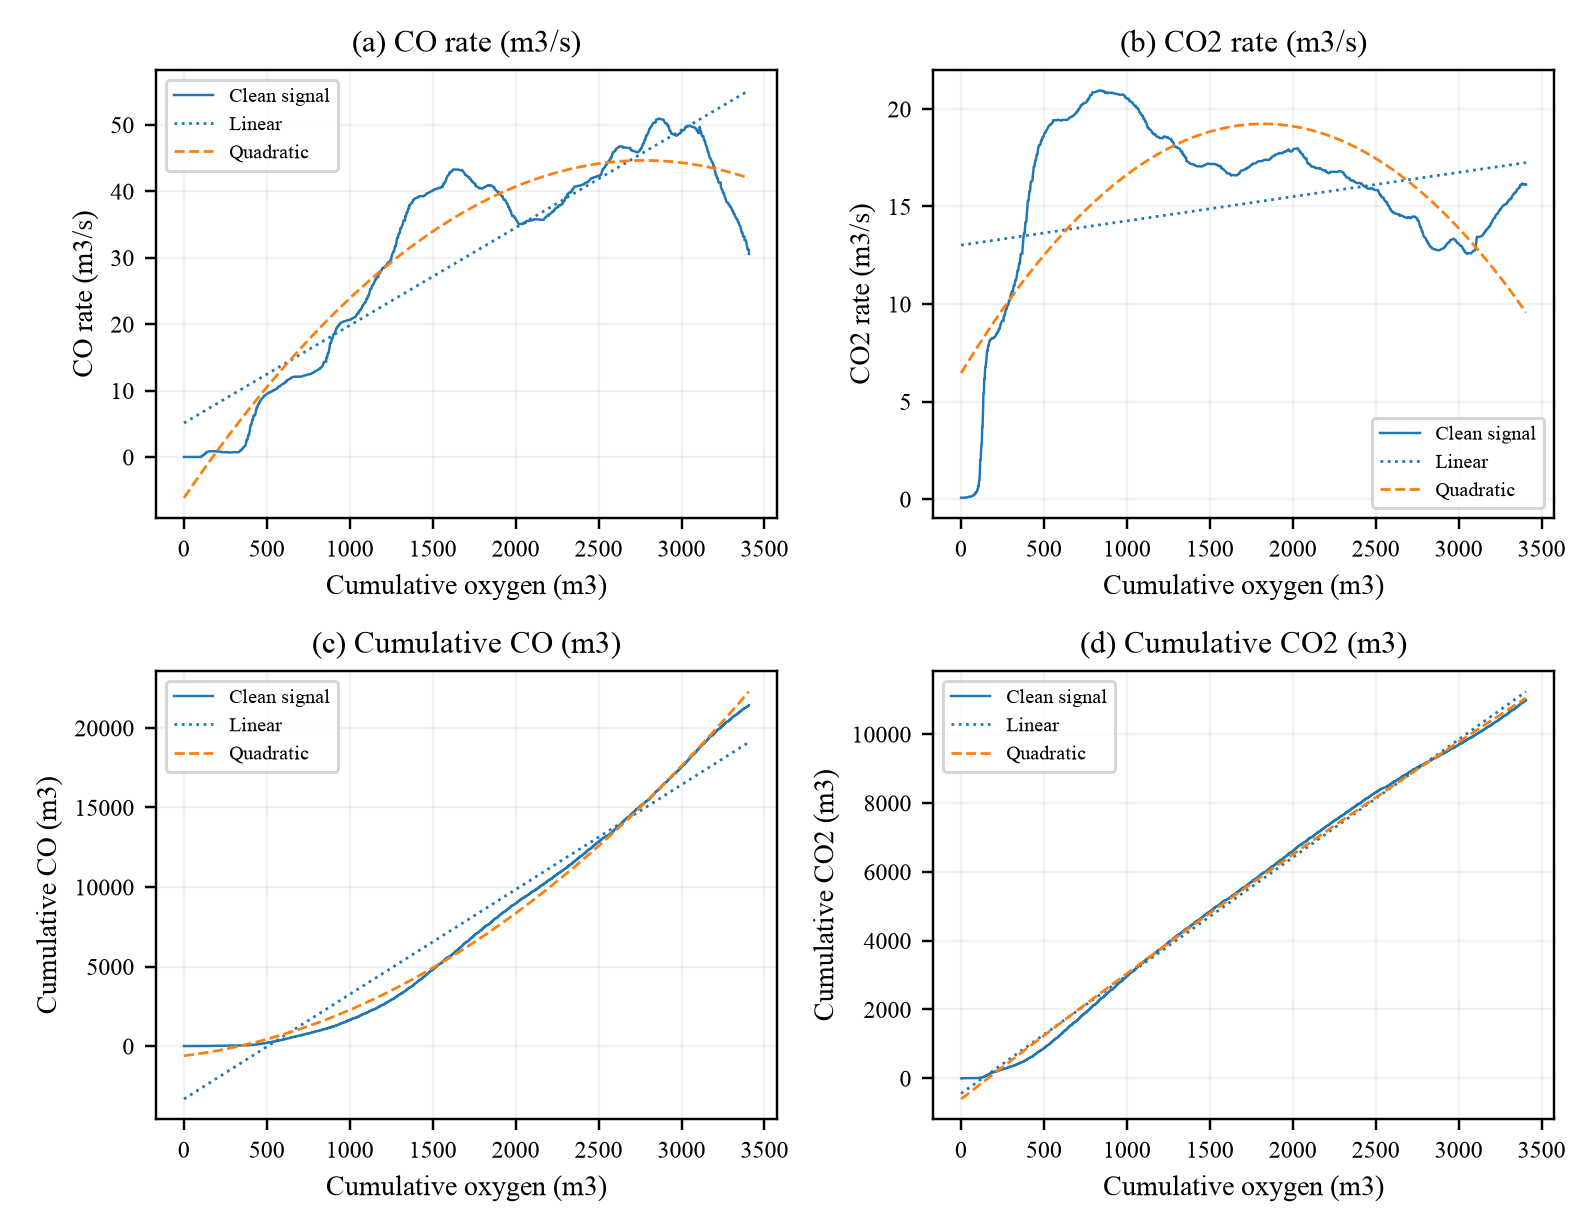 (a) CO rate (m3/s)
Clean signal
Linear
Quadratic
50
40
30
20
10
0
CO rate (m3/s)
0 500 1000 1500 2000 2500 3000 3500
Cumulative oxygen (m3)
(b) CO2 rate (m3/s)
20
15
10
5
0
CO2 rate (m3/s)
Clean signal
Linear
Quadratic
0 500 1000 1500 2000 2500 3000 3500
Cumulative oxygen (m3)
(c) Cumulative CO (m3)
Clean signal
Linear
Quadratic
20000
15000
10000
5000
0
Cumulative CO (m3)
0 500 1000 1500 2000 2500 3000 3500
Cumulative oxygen (m3)
(d) Cumulative CO2 (m3)
Clean signal
Linear
Quadratic
10000
8000
6000
4000
2000
0
Cumulative CO2 (m3)
0 500 1000 1500 2000 2500 3000 3500
Cumulative oxygen (m3)